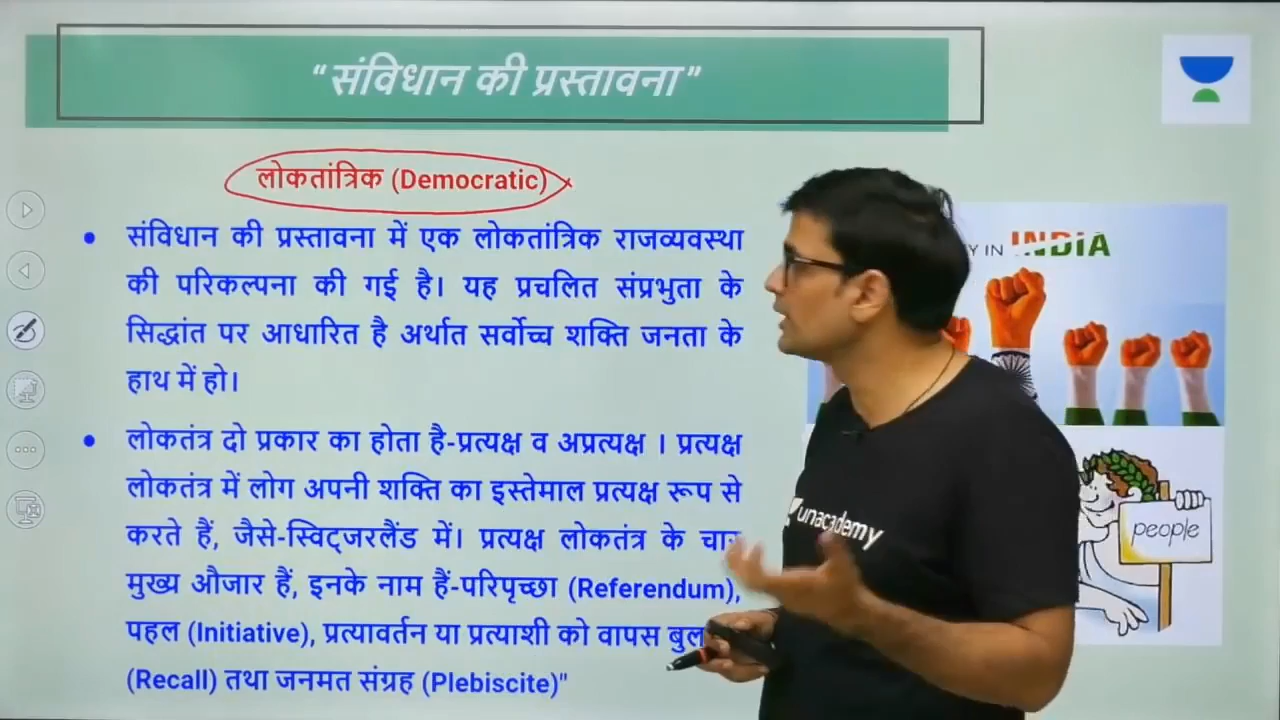 “संविधान की प्रस्तावना”
लोकतांत्रिक (Democratic)
संविधान की प्रस्तावना में एक लोकतांत्रिक राजव्यवस्था
की परिकल्पना की गई है। यह प्रचलित संप्रभुता के
सिद्धांत पर आधारित है अर्थात सर्वोच्च शक्ति जनता के
हाथ में हो।
लोकतंत्र दो प्रकार का होता है-प्रत्यक्ष व अप्रत्यक्ष । प्रत्यक्ष
लोकतंत्र में लोग अपनी शक्ति का इस्तेमाल प्रत्यक्ष रूप से
करते हैं, जैसे-स्विट्जरलैंड में। प्रत्यक्ष लोकतंत्र के चार
मुख्य औजार हैं, इनके नाम हैं-परिपृच्छा (Referendum),
पहल (Initiative), प्रत्यावर्तन या प्रत्याशी को वापस
(Recall) तथा जनमत संग्रह (Plebiscite)"
IN INDIA
people
unacademy